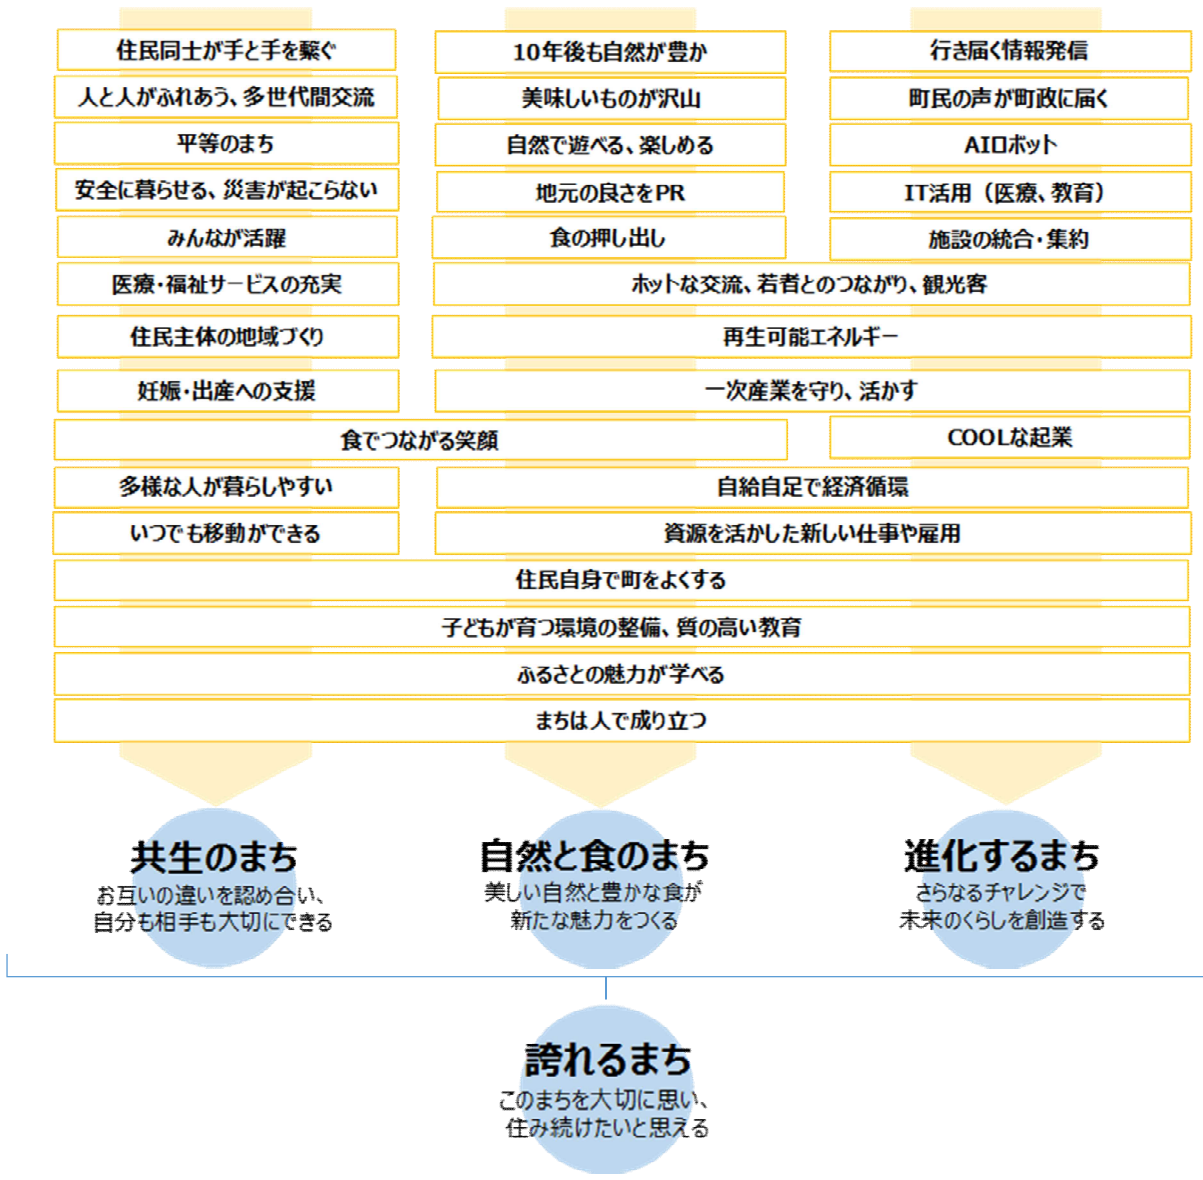 住民同士が手と手を繋ぐ
10年後も自然が豊か
行き届く情報発信
人と人がふれあう、多世代間交流
美味しいものが沢山
町民の声が町政に届く
平等のまち
自然で遊べる、楽しめる
AIロボット
安全に暮らせる、災害が起こらない
地元の良さをPR
IT活用（医療、教育）
みんなが活躍
食の押し出し
施設の統合・集約
医療・福祉サービスの充実
ホットな交流、若者とのつながり、観光客
住民主体の地域づくり
再生可能エネルギー
妊娠・出産への支援
一次産業を守り、活かす
食でつながる笑顔
COOLな起業
多様な人が暮らしやすい
自給自足で経済循環
いつでも移動ができる
資源を活かした新しい仕事や雇用
住民自身で町をよくする
子どもが育つ環境の整備、質の高い教育
ふるさとの魅力が学べる
まちは人で成り立つ
共生のまち
お互いの違いを認め合い、
自分も相手も大切にできる
自然と食のまち
美しい自然と豊かな食が
新たな魅力をつくる
進化するまち
さらなるチャレンジで
未来のくらしを創造する
誇れるまち
このまちを大切に思い、
住み続けたいと思える